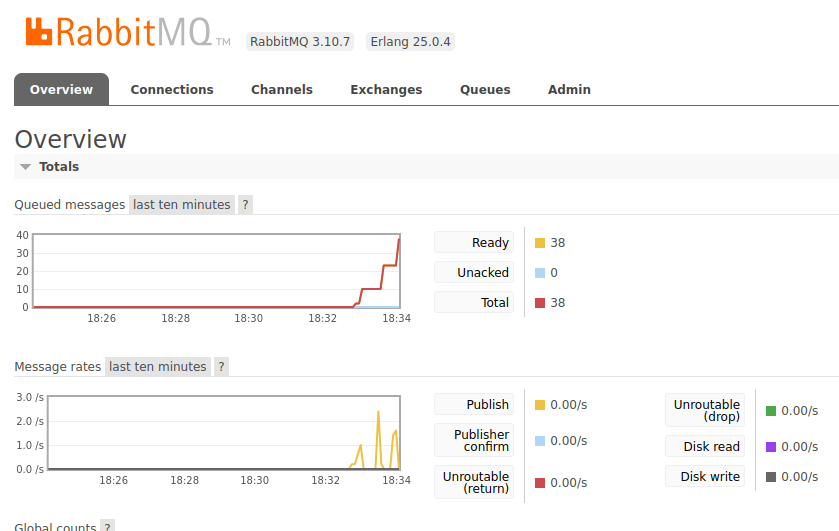 RabbitMQ TM RabbitMQ 3.10.7 Erlang 25.0.4
Overview Connections Channels Exchanges Queues Admin
Overview
Totals
Queued messages last ten minutes ?
40
30
20
10
0
18:26 18:28 18:30 18:32 18:34
Ready 38
Unacked 0
Total 38
Message rates last ten minutes ?
3.0 /s
2.0 /s
1.0 /s
0.0 /s
18:26 18:28 18:30 18:32 18:34
Publish 0.00/s
Publisher
confirm 0.00/s
Unroutable
(return) 0.00/s
Unroutable
(drop) 0.00/s
Disk read 0.00/s
Disk write 0.00/s
Global counts ?